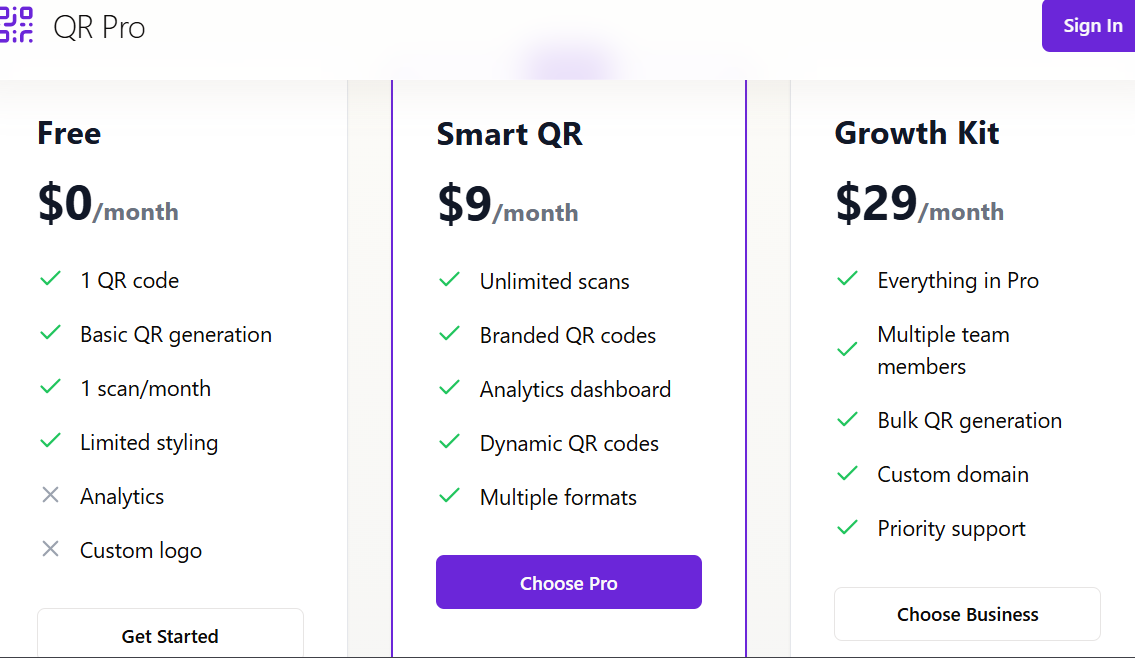 QR Pro
Sign In
Free
$0/month
1 QR code
Basic QR generation
1 scan/month
Limited styling
Analytics
Custom logo
Get Started
Smart QR
$9/month
Unlimited scans
Branded QR codes
Analytics dashboard
Dynamic QR codes
Multiple formats
Choose Pro
Growth Kit
$29/month
Everything in Pro
Multiple team
members
Bulk QR generation
Custom domain
Priority support
Choose Business